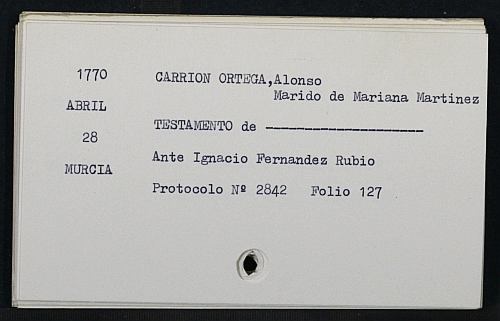 1770 CARRION ORTEGA,Alonso
Marido de Mariana Martinez
ABRIL
TESTAMENTO de ---------------------
28
Ante Ignacio Fernandez Rubio
MURCIA
Protocolo Nº 2842 Folio 127